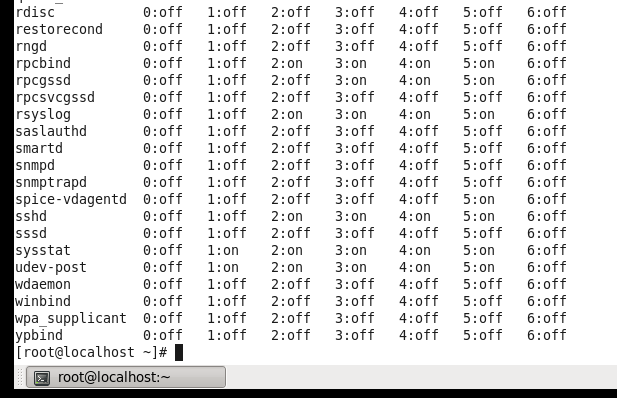 rdisc 0:off 1:off 2:off 3:off 4:off 5:off 6:off
restorecond 0:off 1:off 2:off 3:off 4:off 5:off 6:off
rngd 0:off 1:off 2:off 3:off 4:off 5:off 6:off
rpcbind 0:off 1:off 2:on 3:on 4:on 5:on 6:off
rpcgssd 0:off 1:off 2:off 3:on 4:on 5:on 6:off
rpcsvcgssd 0:off 1:off 2:off 3:off 4:off 5:off 6:off
rsyslog 0:off 1:off 2:on 3:on 4:on 5:on 6:off
saslauthd 0:off 1:off 2:off 3:off 4:off 5:off 6:off
smartd 0:off 1:off 2:off 3:off 4:off 5:off 6:off
snmpd 0:off 1:off 2:off 3:off 4:off 5:off 6:off
snmptrapd 0:off 1:off 2:off 3:off 4:off 5:off 6:off
spice-vdagentd 0:off 1:off 2:off 3:off 4:off 5:on 6:off
sshd 0:off 1:off 2:on 3:on 4:on 5:on 6:off
sssd 0:off 1:off 2:off 3:off 4:off 5:off 6:off
sysstat 0:off 1:on 2:on 3:on 4:on 5:on 6:off
udev-post 0:off 1:on 2:on 3:on 4:on 5:on 6:off
wdaemon 0:off 1:off 2:off 3:off 4:off 5:off 6:off
winbind 0:off 1:off 2:off 3:off 4:off 5:off 6:off
wpa_supplicant 0:off 1:off 2:off 3:off 4:off 5:off 6:off
ypbind 0:off 1:off 2:off 3:off 4:off 5:off 6:off
[root@localhost ~]#
root@localhost:~